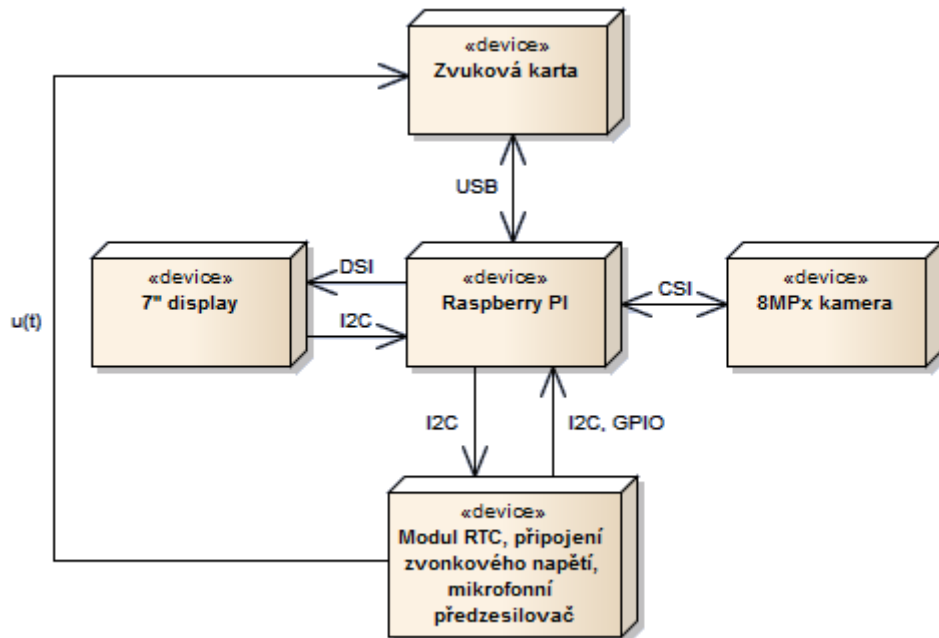 «device»
Zvuková karta
USB
«device»
7" display
DSI
I2C
«device»
Raspberry PI
CSI
«device»
8MPx kamera
u(t)
I2C
I2C, GPIO
«device»
Modul RTC, připojení
zvonkového napětí,
mikrofonní
předzesilovač